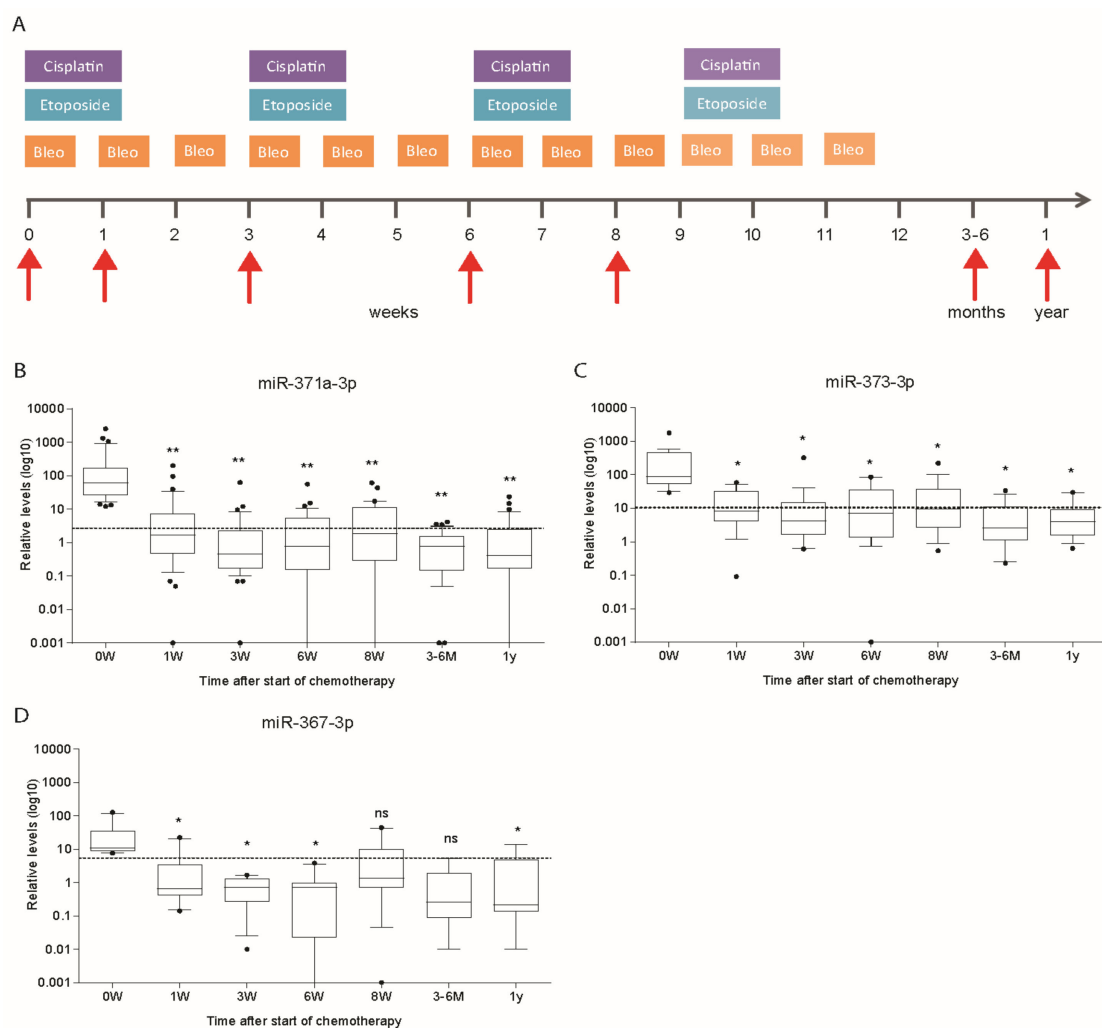 A
Cisplatin Cisplatin Cisplatin Cisplatin
Etoposide Etoposide Etoposide Etoposide
Bleo Bleo Bleo Bleo Bleo Bleo Bleo Bleo Bleo Bleo Bleo Bleo
0 1 2 3 4 5 6 7 8 9 10 11 12 3-6 1
weeks months year
B
miR-371a-3p
Relative levels (log10)
10000
1000
100
10
1
0.1
0.01
0.001
** ** ** ** ** **
0W 1W 3W 6W 8W 3-6M 1y
Time after start of chemotherapy
C
miR-373-3p
Relative levels (log10)
10000
1000
100
10
1
0.1
0.01
0.001
* * * * * *
0W 1W 3W 6W 8W 3-6M 1y
Time after start of chemotherapy
D
miR-367-3p
Relative levels (log10)
10000
1000
100
10
1
0.1
0.01
0.001
* * * ns ns *
0W 1W 3W 6W 8W 3-6M 1y
Time after start of chemotherapy